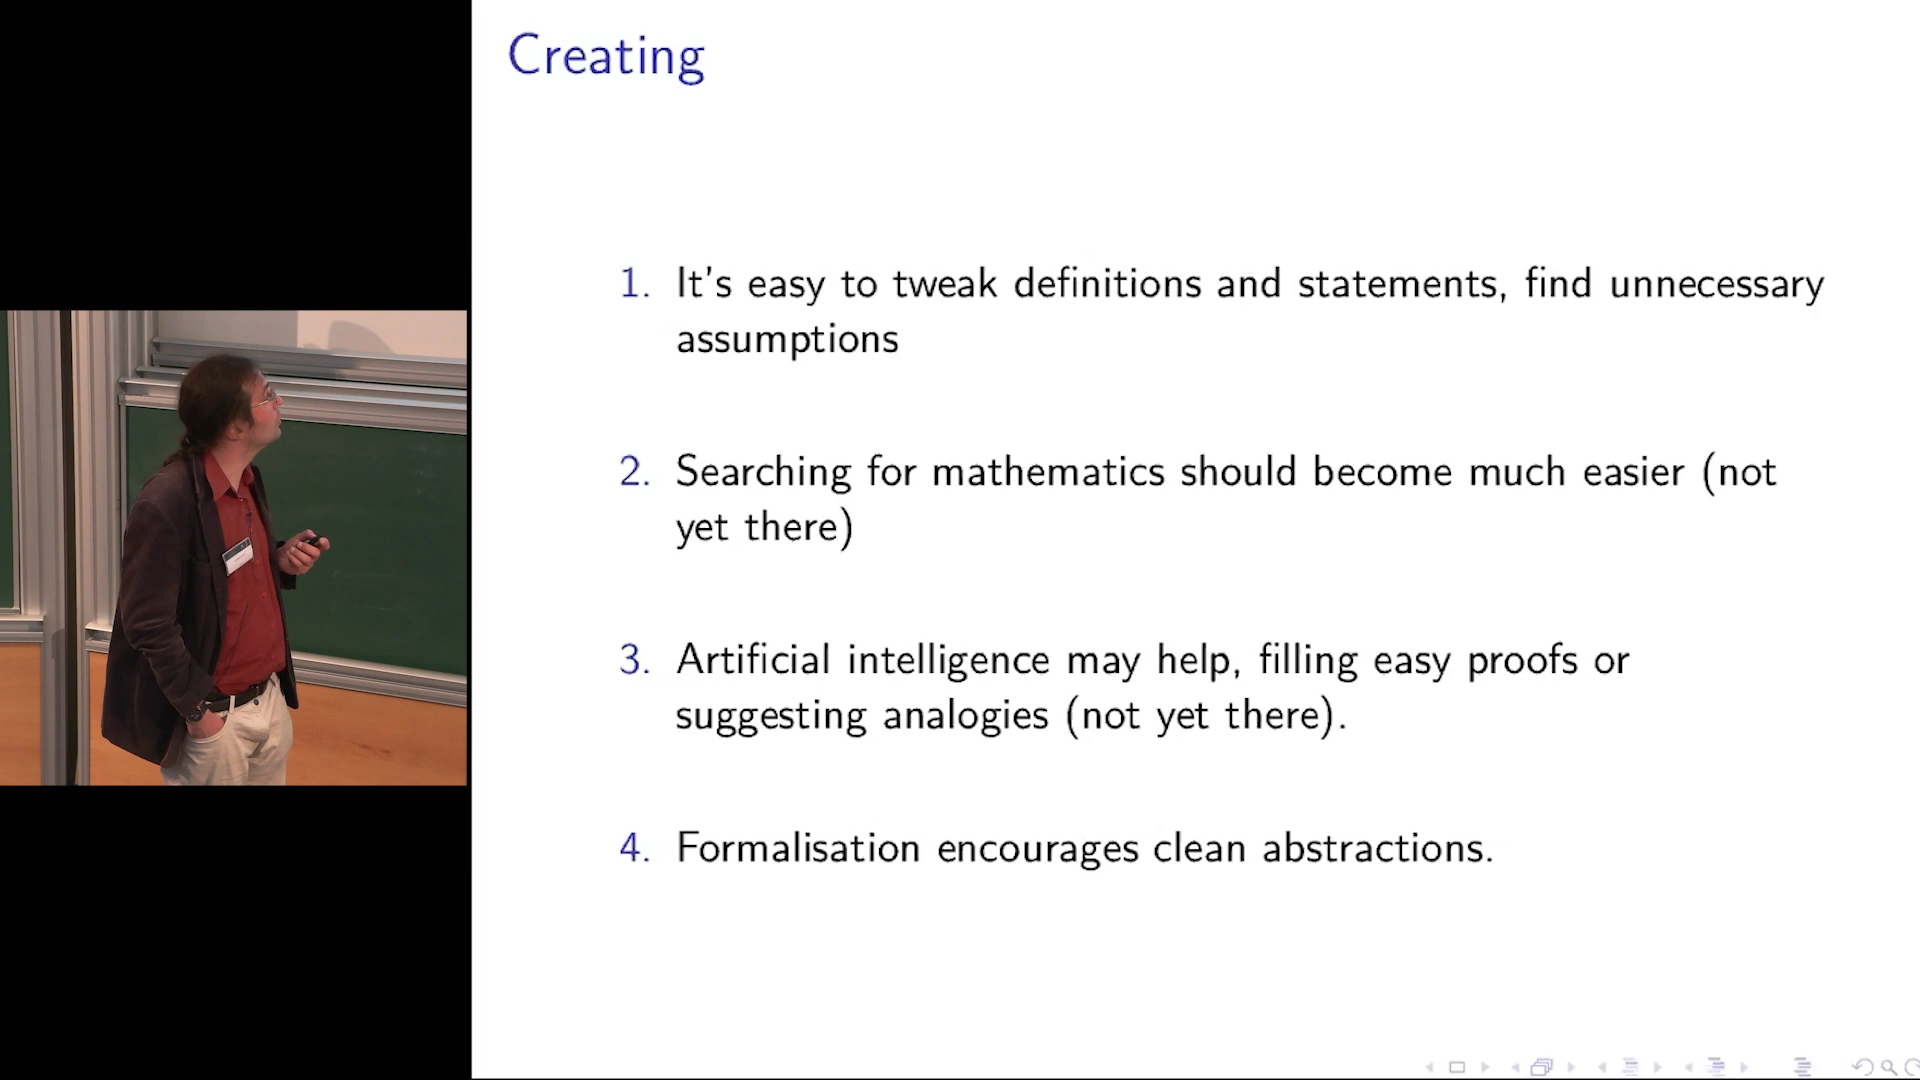 Creating
1. It's easy to tweak definitions and statements, find unnecessary
assumptions
2. Searching for mathematics should become much easier (not
yet there)
3. Artificial intelligence may help, filling easy proofs or
suggesting analogies (not yet there).
4. Formalisation encourages clean abstractions.